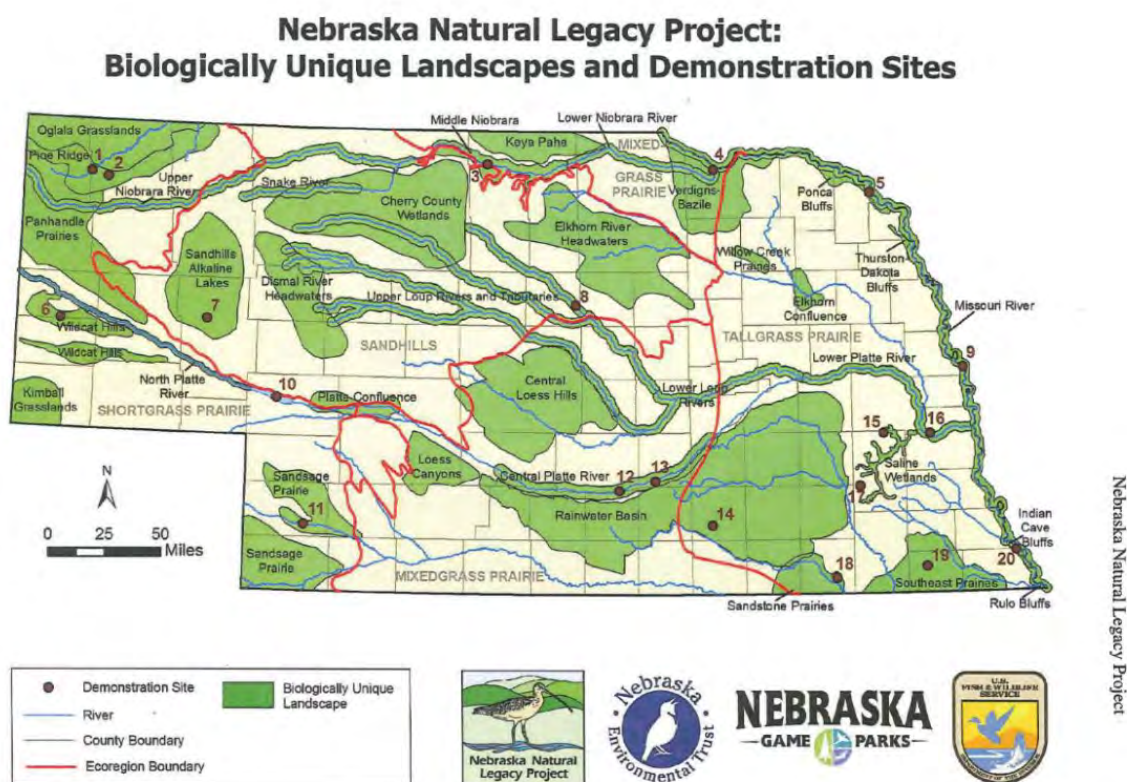 Nebraska Natural Legacy Project:
Biologically Unique Landscapes and Demonstration Sites
Middle Niobrara
Lower Niobrara River
Oglala Grasslands
Keya Paha
MIXED-
GRASS
PRAIRIE
Pine Ridge
1
2
3
4
5
Upper
Niobrara River
Snake River
Cherry County
Wetlands
Verdigris-
Bazile
Ponca
Bluffs
Panhandle
Prairies
Elkhorn River
Headwaters
Sandhills
Alkaline
Lakes
Willow Creek
Prairies
Thurston-
Dakota
Bluffs
Dismal River
Headwaters
Upper Loup Rivers and Tributaries
8
Elkhorn
Confluence
Missouri River
6
7
Wildcat Hills
SANDHILLS
TALLGRASS PRAIRIE
Wildcat Hills
Lower Platte River
9
North Platte
River
10
Central
Loess Hills
Lower Loup
Rivers
Kimball
Grasslands
SHORTGRASS PRAIRIE
Platte Confluence
15
16
N
Loess
Canyons
Saline
Wetlands
Sandsage
Prairie
Central Platte River
12
13
17
11
Rainwater Basin
14
Indian
Cave
Bluffs
0
25
50
Miles
Sandsage
Prairie
MIXEDGRASS PRAIRIE
18
19
20
Southeast Prairies
Sandstone Prairies
Rulo Bluffs
Nebraska Natural Legacy Project
Demonstration Site
Biologically Unique
Landscape
River
County Boundary
Ecoregion Boundary
Nebraska Natural
Legacy Project
Nebraska
Environmental Trust
NEBRASKA
GAME PARKS
U.S.
FISH & WILDLIFE
SERVICE